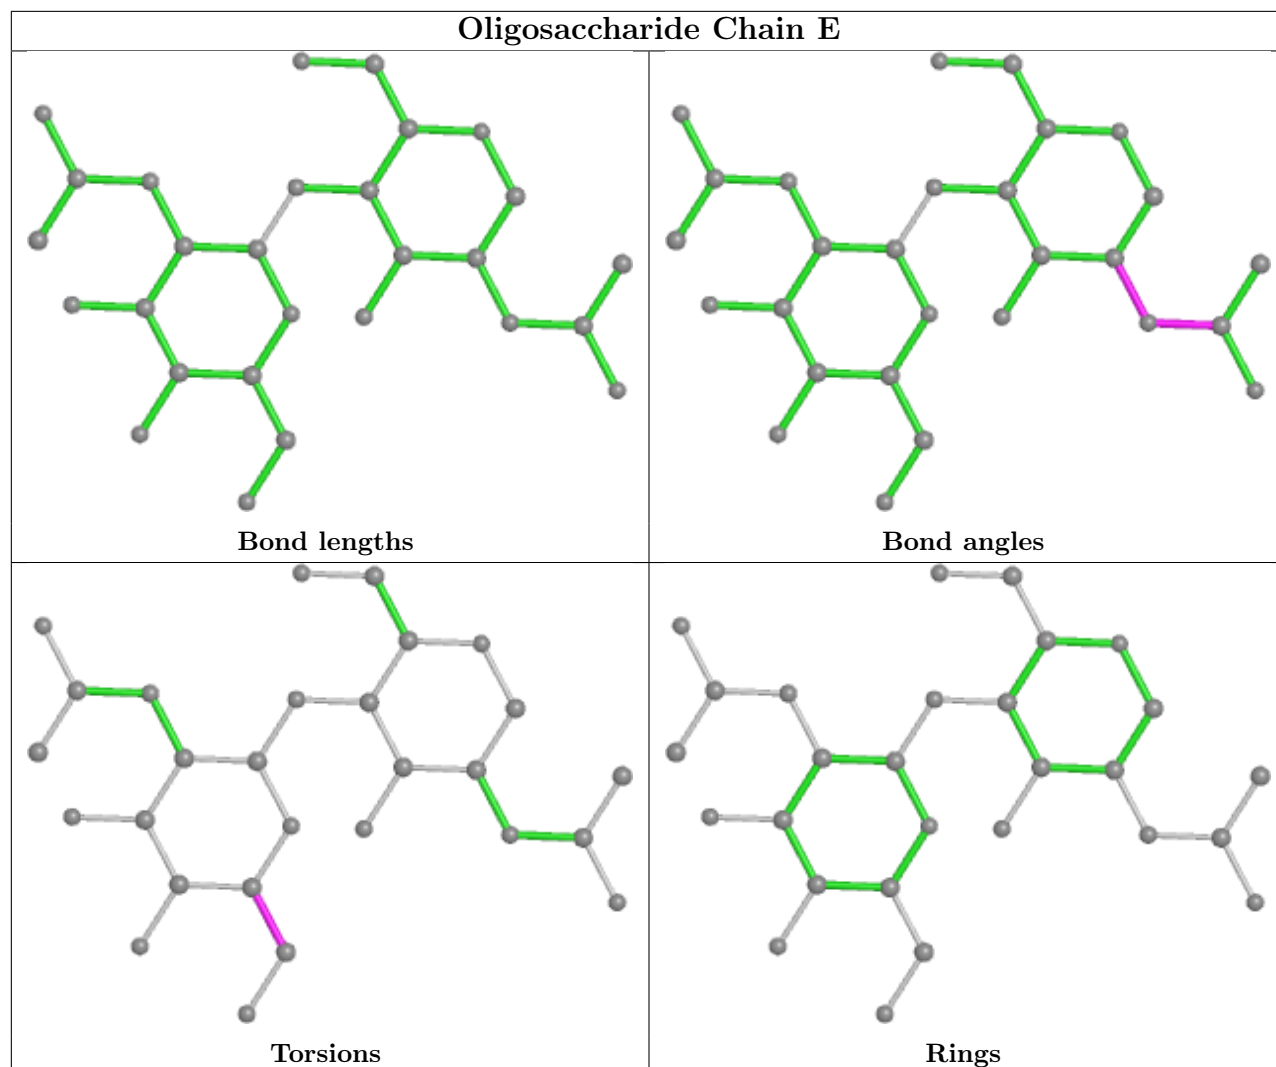 Oligosaccharide Chain E
Bond lengths
Bond angles
Torsions
Rings